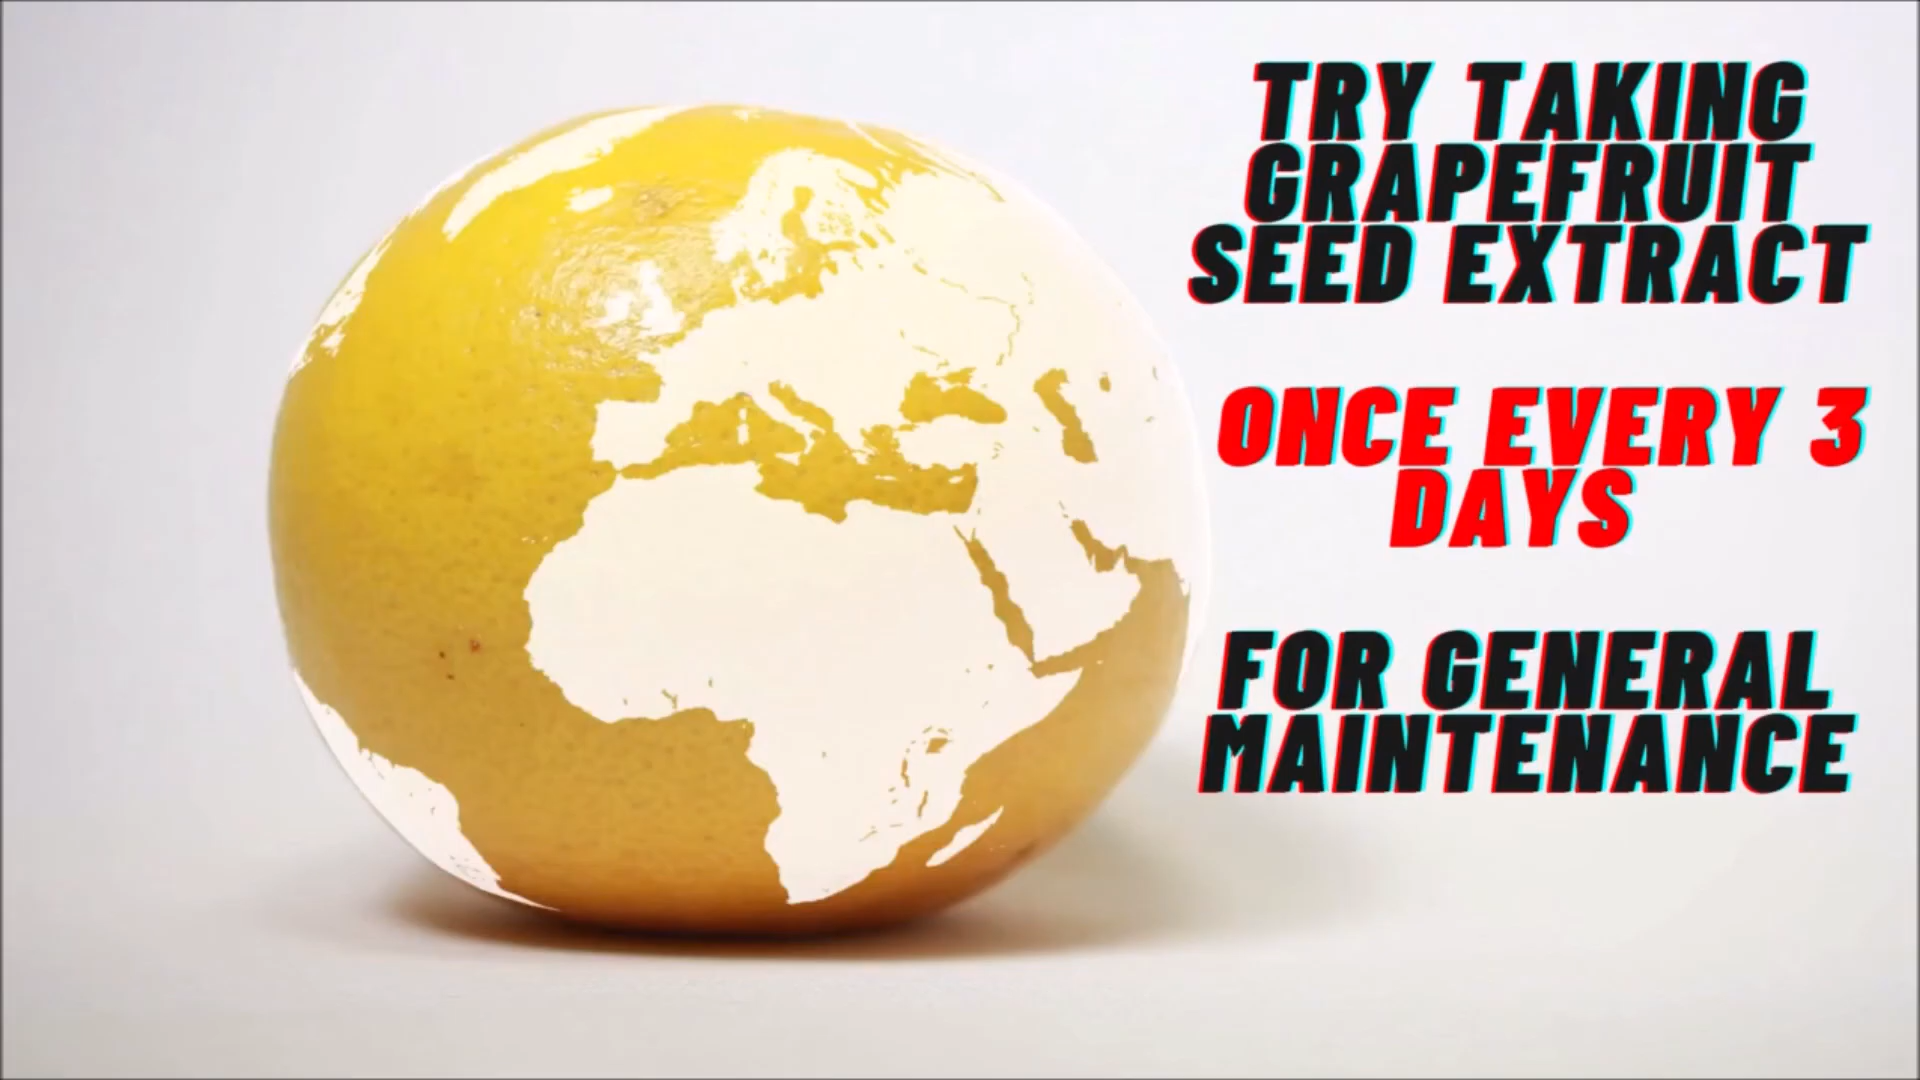 TRY TAKING
GRAPEFRUIT
SEED EXTRACT
ONCE EVERY 3
DAYS
FOR GENERAL
MAINTENANCE